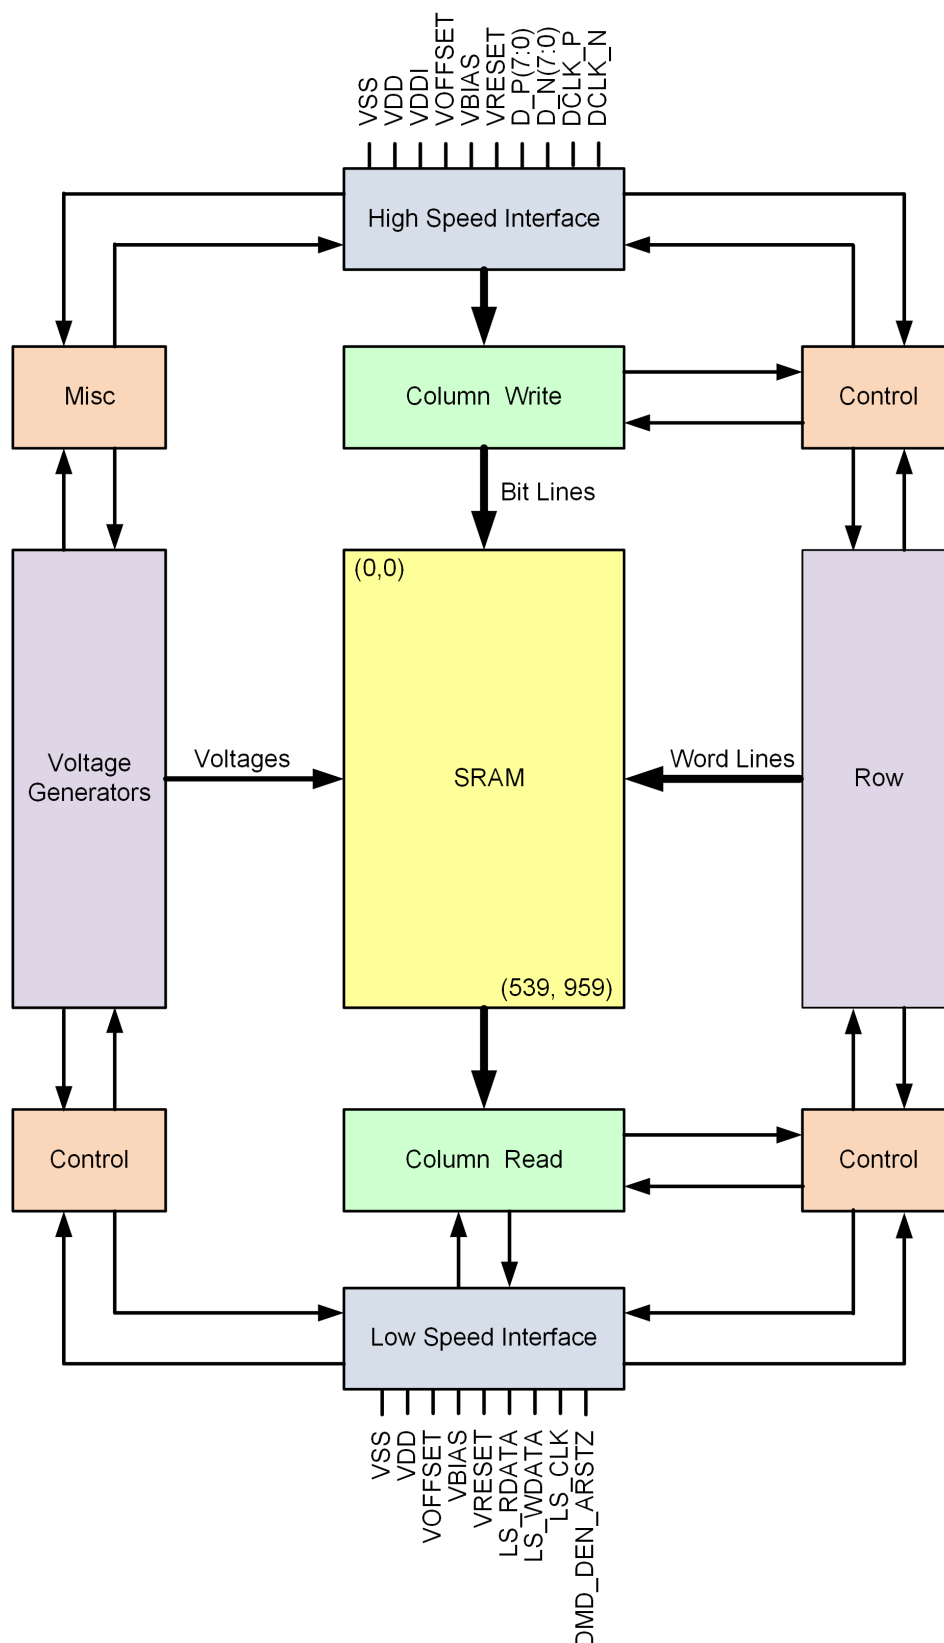 VSS
VDD
VDDI
VOFFSET
VBIAS
VRESET
D_P(7:0)
D_N(7:0)
DCLK_P
DCLK_N
High Speed Interface
Misc
Column Write
Control
Bit Lines
(0,0)
Voltage
Generators
Voltages
SRAM
Word Lines
Row
(539, 959)
Control
Column Read
Control
Low Speed Interface
VSS
VDD
VOFFSET
VBIAS
VRESET
LS_RDATA
LS_WDATA
LS_CLK
DMD_DEN_ARSTZ